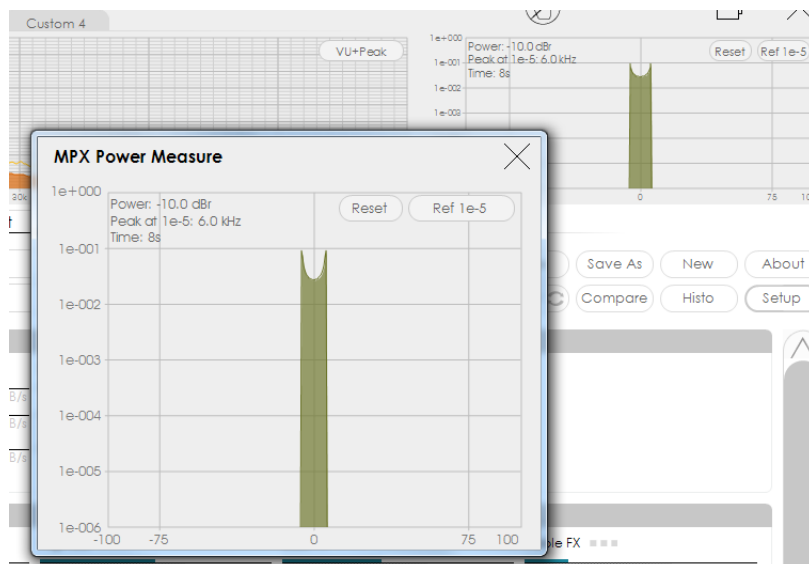 Custom 4
VU+Peak
30k
1e+000
1e-001
1e-002
1e-003
Power: -10.0 dBr
Peak at 1e-5: 6.0 kHz
Time: 8s
Reset
Ref 1e-5
0
75
MPX Power Measure
1e+000
Power: -10.0 dBr
Peak at 1e-5: 6.0 kHz
Time: 8s
Reset
Ref 1e-5
1e-001
1e-002
1e-003
1e-004
1e-005
1e-006
-100
-75
0
75
100
Save As
New
About
Compare
Histo
Setup
B/s
B/s
B/s
FX